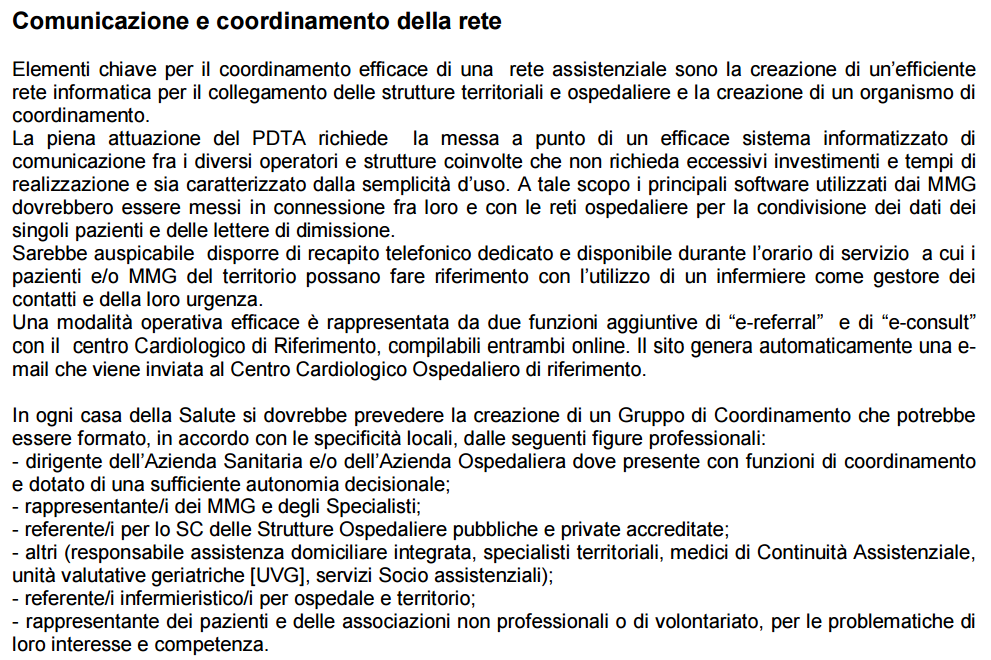 Comunicazione e coordinamento della rete
Elementi chiave per il coordinamento efficace di una rete assistenziale sono la creazione di un'efficiente
rete informatica per il collegamento delle strutture territoriali e ospedaliere e la creazione di un organismo di
coordinamento.
La piena attuazione del PDTA richiede la messa a punto di un efficace sistema informatizzato di
comunicazione fra i diversi operatori e strutture coinvolte che non richieda eccessivi investimenti e tempi di
realizzazione e sia caratterizzato dalla semplicità d'uso. A tale scopo i principali software utilizzati dai MMG
dovrebbero essere messi in connessione fra loro e con le reti ospedaliere per la condivisione dei dati dei
singoli pazienti e delle lettere di dimissione.
Sarebbe auspicabile disporre di recapito telefonico dedicato e disponibile durante l'orario di servizio a cui i
pazienti e/o MMG del territorio possano fare riferimento con l'utilizzo di un infermiere come gestore dei
contatti e della loro urgenza.
Una modalità operativa efficace è rappresentata da due funzioni aggiuntive di “e-referral” e di “e-consult”
con il centro Cardiologico di Riferimento, compilabili entrambi online. Il sito genera automaticamente una e-
mail che viene inviata al Centro Cardiologico Ospedaliero di riferimento.
In ogni casa della Salute si dovrebbe prevedere la creazione di un Gruppo di Coordinamento che potrebbe
essere formato, in accordo con le specificità locali, dalle seguenti figure professionali:
- dirigente dell'Azienda Sanitaria e/o dell'Azienda Ospedaliera dove presente con funzioni di coordinamento
e dotato di una sufficiente autonomia decisionale;
- rappresentante/i dei MMG e degli Specialisti;
- referente/i per lo SC delle Strutture Ospedaliere pubbliche e private accreditate;
- altri (responsabile assistenza domiciliare integrata, specialisti territoriali, medici di Continuità Assistenziale,
unità valutative geriatriche [UVG], servizi Socio assistenziali);
- referente/i infermieristico/i per ospedale e territorio;
- rappresentante dei pazienti e delle associazioni non professionali o di volontariato, per le problematiche di
loro interesse e competenza.